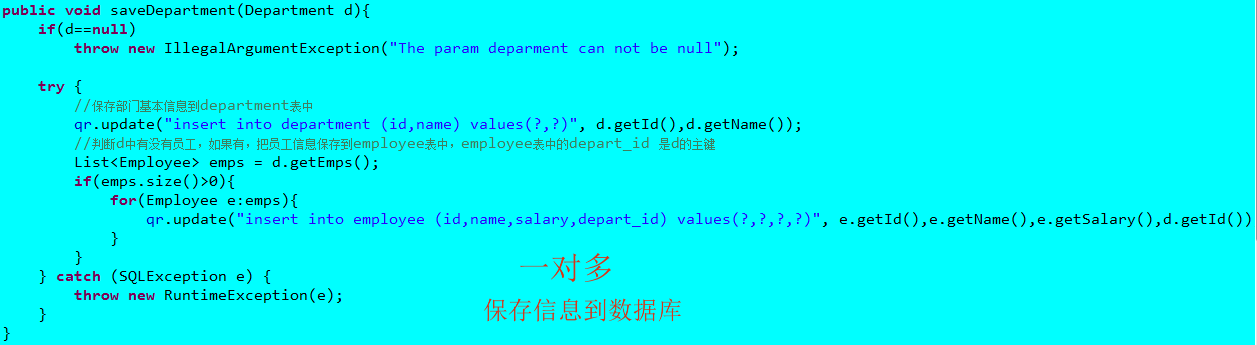 public void saveDepartment(Department d){
if(d==null)
throw new IllegalArgumentException("The param deparment can not be null");
try {
//保存部门基本信息到department表中
qr.update("insert into department (id,name) values(?,?)", d.getId(),d.getName());
//判断d中有没有员工，如果有，把员工信息保存到employee表中，employee表中的depart_id 是d的主键
List<Employee> emps = d.getEmps();
if(emps.size()>0){
for(Employee e:emps){
qr.update("insert into employee (id,name,salary,depart_id) values(?,?,?,?)", e.getId(),e.getName(),e.getSalary(),d.getId())
}
}
} catch (SQLException e) {
throw new RuntimeException(e);
}
}
一对多
保存信息到数据库